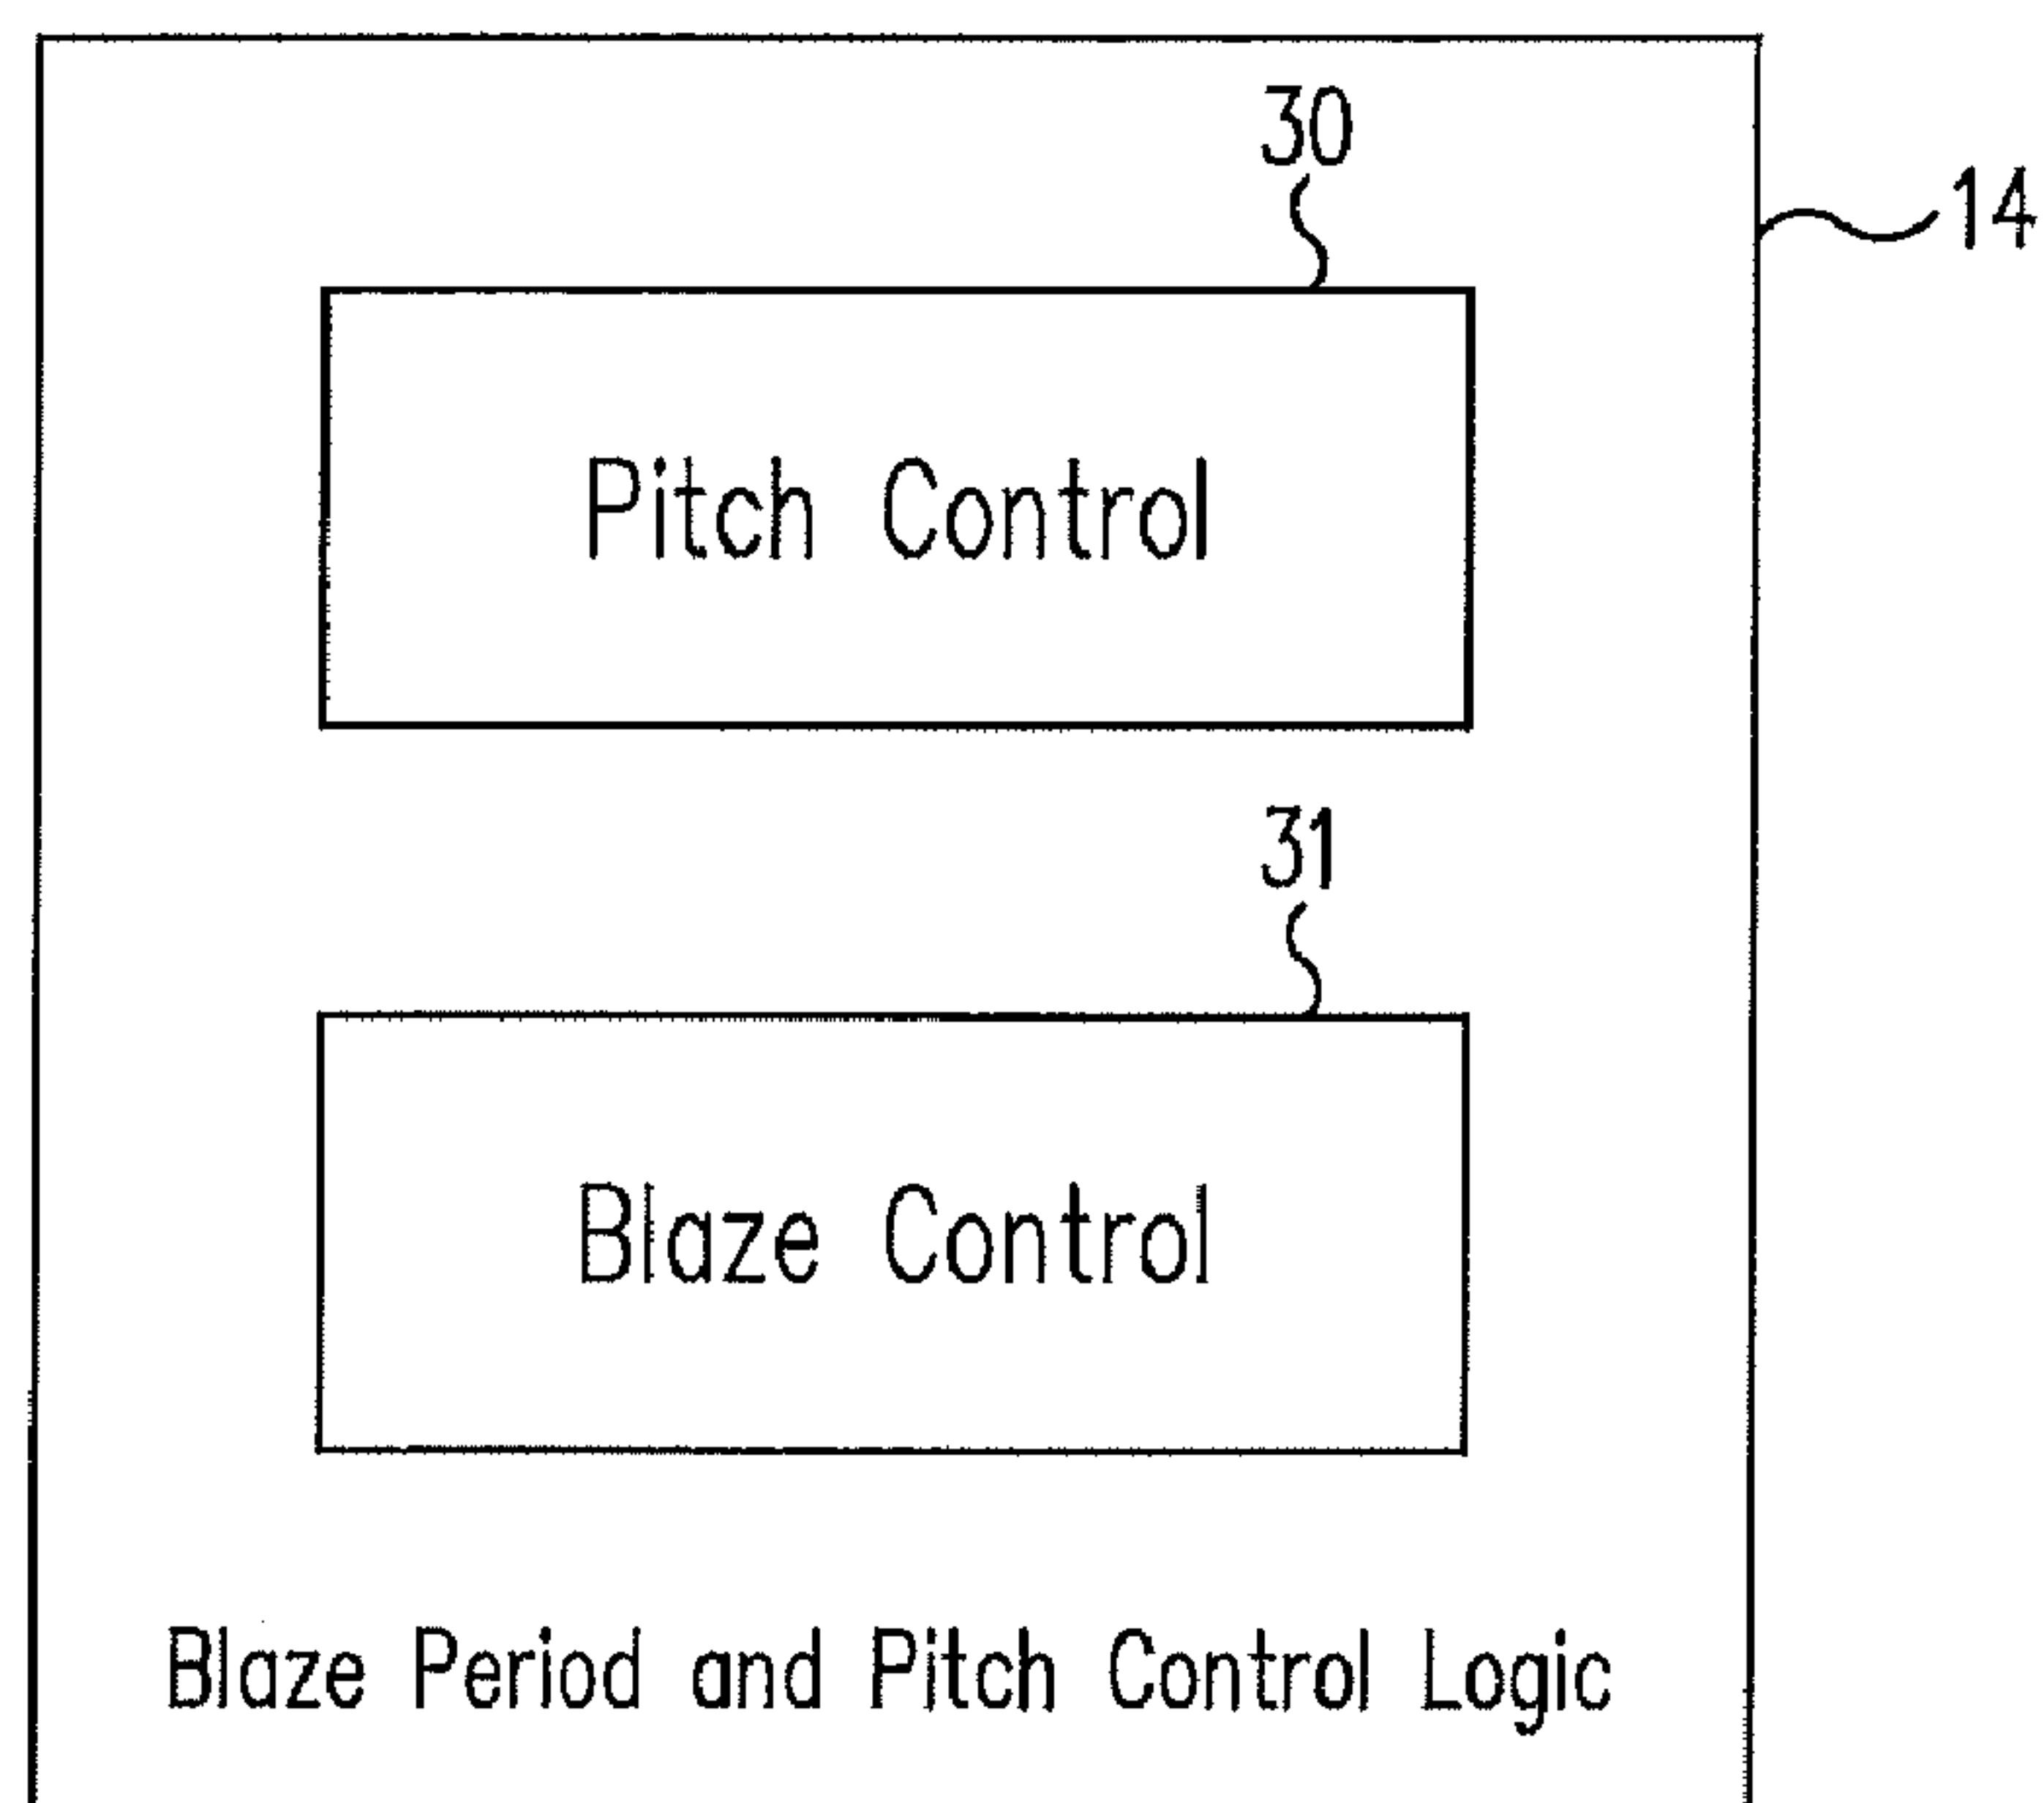 30
14
Pitch Control
31
Blaze Control
Blaze Period and Pitch Control Logic